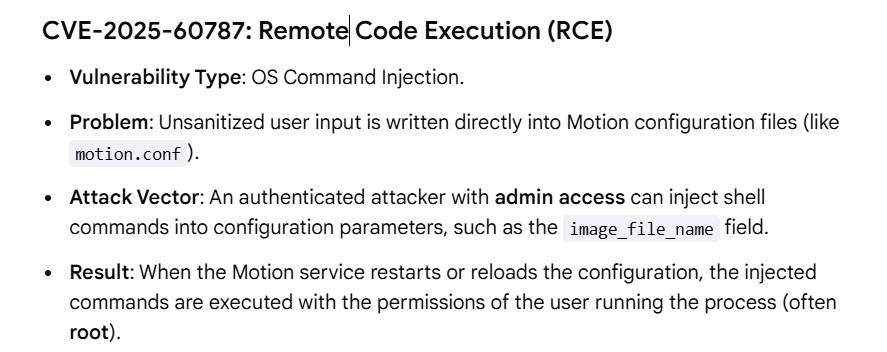 CVE-2025-60787: Remote Code Execution (RCE)
• Vulnerability Type: OS Command Injection.
• Problem: Unsanitized user input is written directly into Motion configuration files (like
motion.conf ).
• Attack Vector: An authenticated attacker with admin access can inject shell
commands into configuration parameters, such as the image_file_name field.
• Result: When the Motion service restarts or reloads the configuration, the injected
commands are executed with the permissions of the user running the process (often
root).